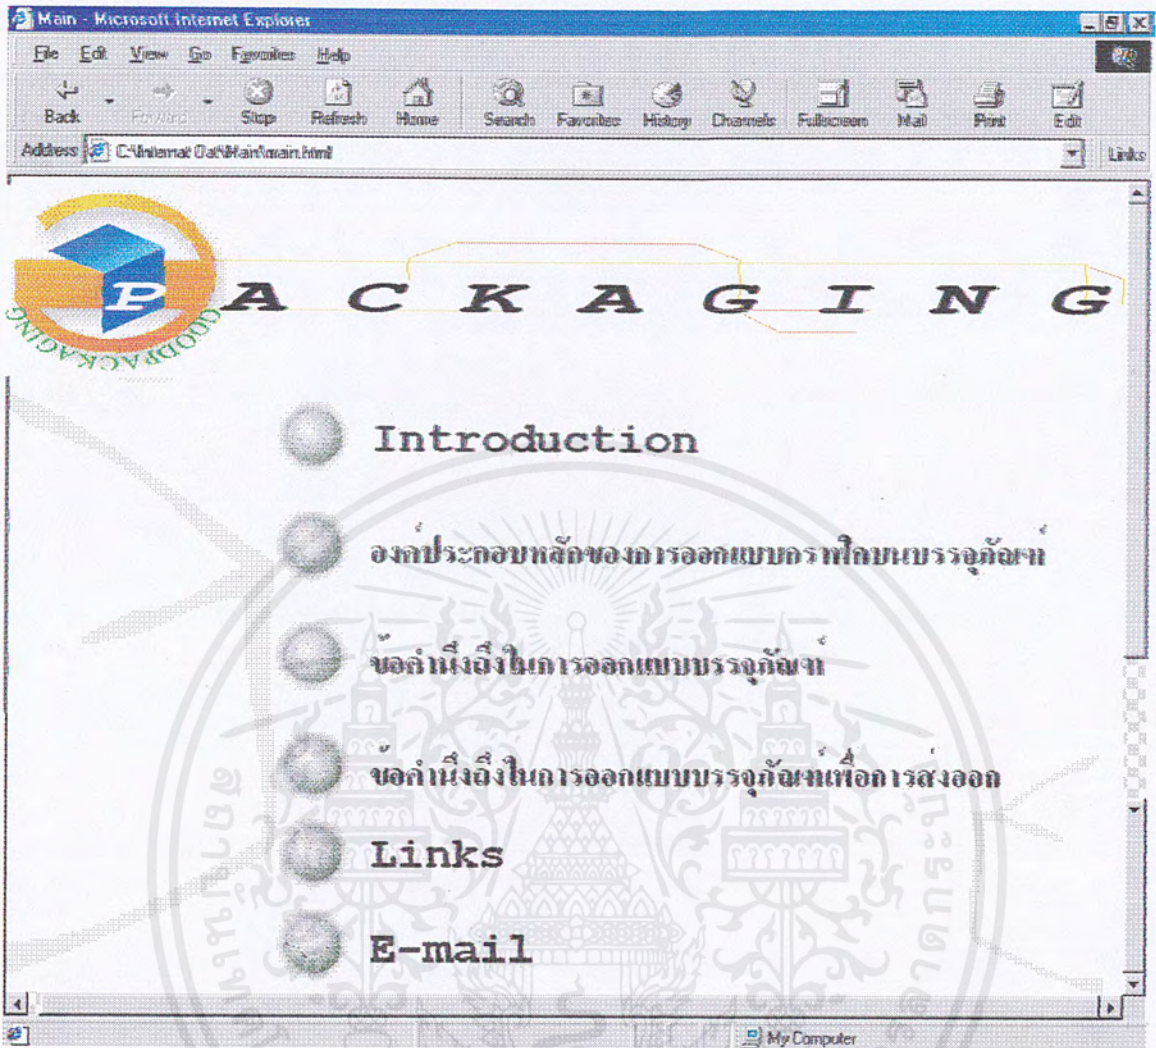 Main - Microsoft Internet Explorer
File Edit View Go Favorites Help
Back Forward Stop Refresh Home Search Favorites History Channels Fullscreen Mail Print Edit
Address C:\Internat Oat\Main\main.html Links
PACKAGING
GOODPACKAGING
Introduction
องค์ประกอบหลักของการออกแบบกราฟิกบนบรรจุภัณฑ์
ข้อคำนึงถึงในการออกแบบบรรจุภัณฑ์
ข้อคำนึงถึงในการออกแบบบรรจุภัณฑ์เพื่อการส่งออก
Links
E-mail
My Computer